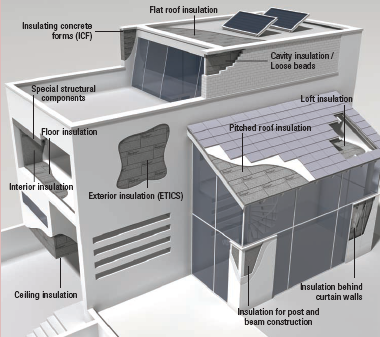 Flat roof insulation
Insulating concrete
forms (ICF)
Cavity insulation /
Loose beads
Special structural
components
Loft insulation
Floor insulation
Pitched roof insulation
Interior insulation
Exterior insulation (ETICS)
Ceiling insulation
Insulation behind
curtain walls
Insulation for post and
beam construction